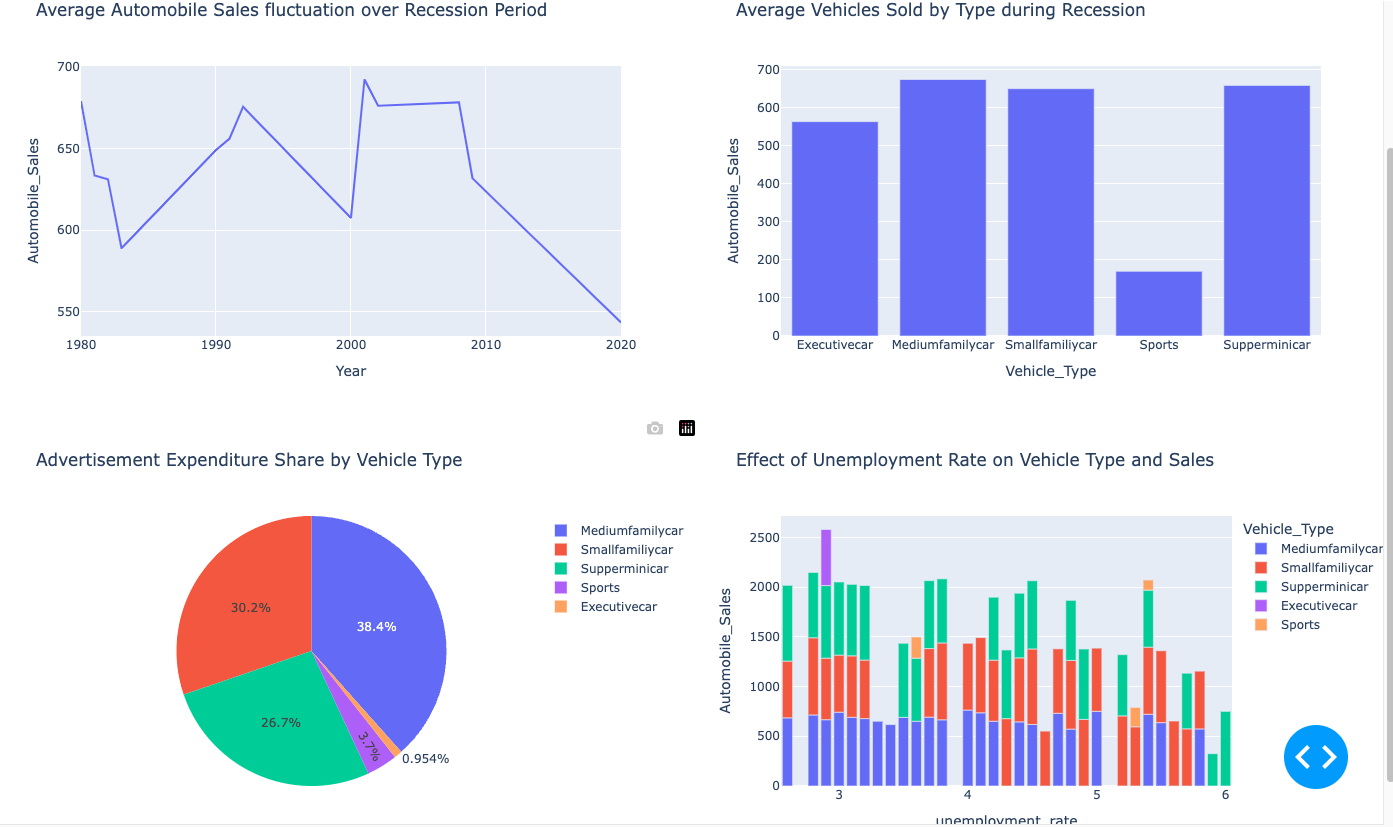 Average Automobile Sales fluctuation over Recession Period
700
650
600
550
Automobile_Sales
1980 1990 2000 2010 2020
Year
Average Vehicles Sold by Type during Recession
700
600
500
400
300
200
100
0
Automobile_Sales
Executivecar Mediumfamilycar Smallfamiliycar Sports Supperminicar
Vehicle_Type
Advertisement Expenditure Share by Vehicle Type
38.4%
30.2%
26.7%
3.7%
0.954%
Mediumfamilycar
Smallfamiliycar
Supperminicar
Sports
Executivecar
Effect of Unemployment Rate on Vehicle Type and Sales
2500
2000
1500
1000
500
0
Automobile_Sales
3 4 5 6
unemployment_rate
Vehicle_Type
Mediumfamilycar
Smallfamiliycar
Supperminicar
Executivecar
Sports